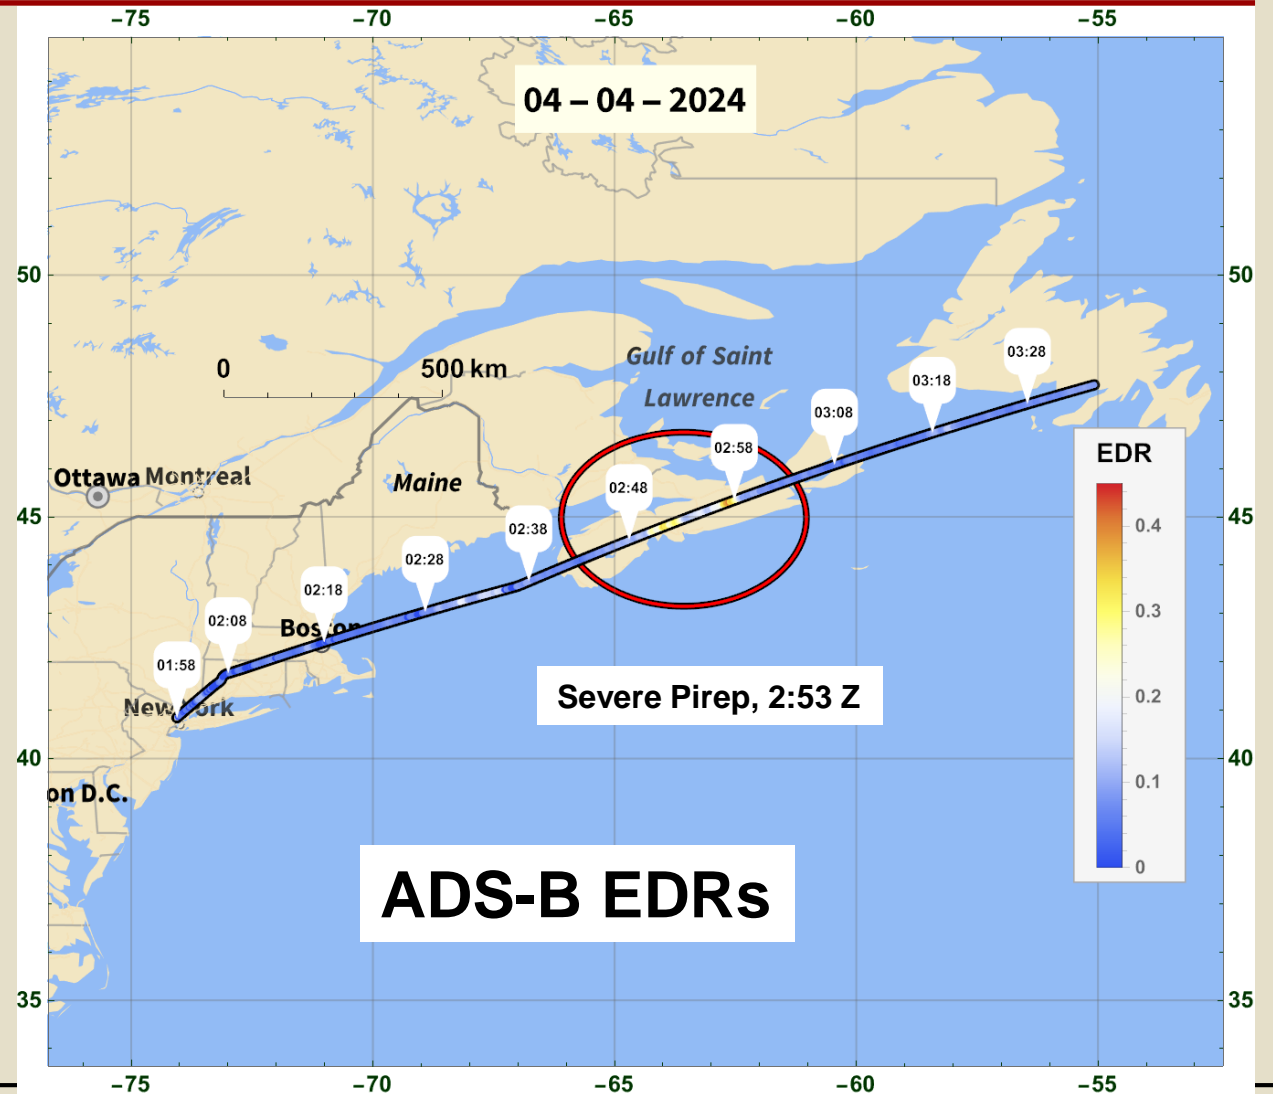 −75 −70 −65 −60 −55
04 – 04 – 2024
50 50
Gulf of Saint
Lawrence
0 500 km
03:28
03:18
03:08
EDR
02:58
Ottawa Montreal
Maine
02:48
0.4
45 45
02:38
02:28
02:18
0.3
02:08
Boston
01:58
New York
Severe Pirep, 2:53 Z
0.2
40 40
0.1
on D.C.
0
ADS-B EDRs
35 35
−75 −70 −65 −60 −55